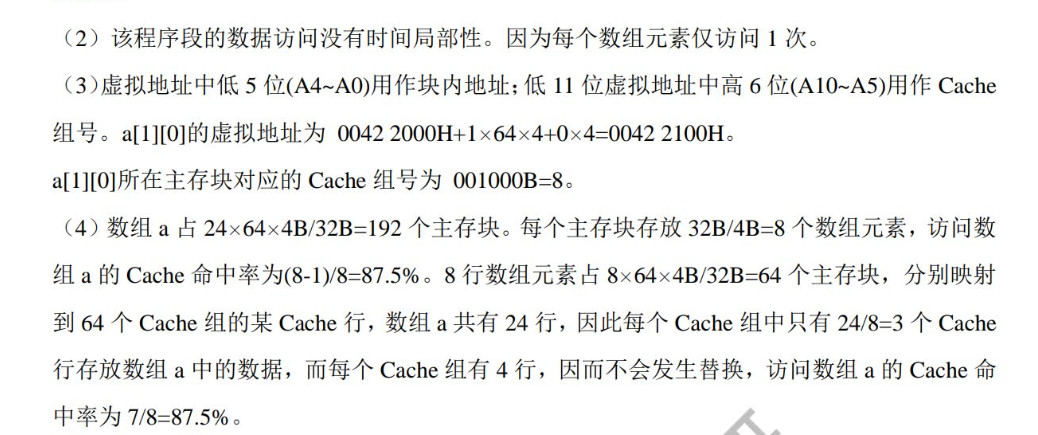 （2）该程序段的数据访问没有时间局部性。因为每个数组元素仅访问 1 次。
（3）虚拟地址中低 5 位(A4~A0)用作块内地址；低 11 位虚拟地址中高 6 位(A10~A5)用作 Cache
组号。a[1][0]的虚拟地址为 0042 2000H+1×64×4+0×4=0042 2100H。
a[1][0]所在主存块对应的 Cache 组号为 001000B=8。
（4）数组 a 占 24×64×4B/32B=192 个主存块。每个主存块存放 32B/4B=8 个数组元素，访问数
组 a 的 Cache 命中率为(8-1)/8=87.5%。8 行数组元素占 8×64×4B/32B=64 个主存块，分别映射
到 64 个 Cache 组的某 Cache 行，数组 a 共有 24 行，因此每个 Cache 组中只有 24/8=3 个 Cache
行存放数组 a 中的数据，而每个 Cache 组有 4 行，因而不会发生替换，访问数组 a 的 Cache 命
中率为 7/8=87.5%。